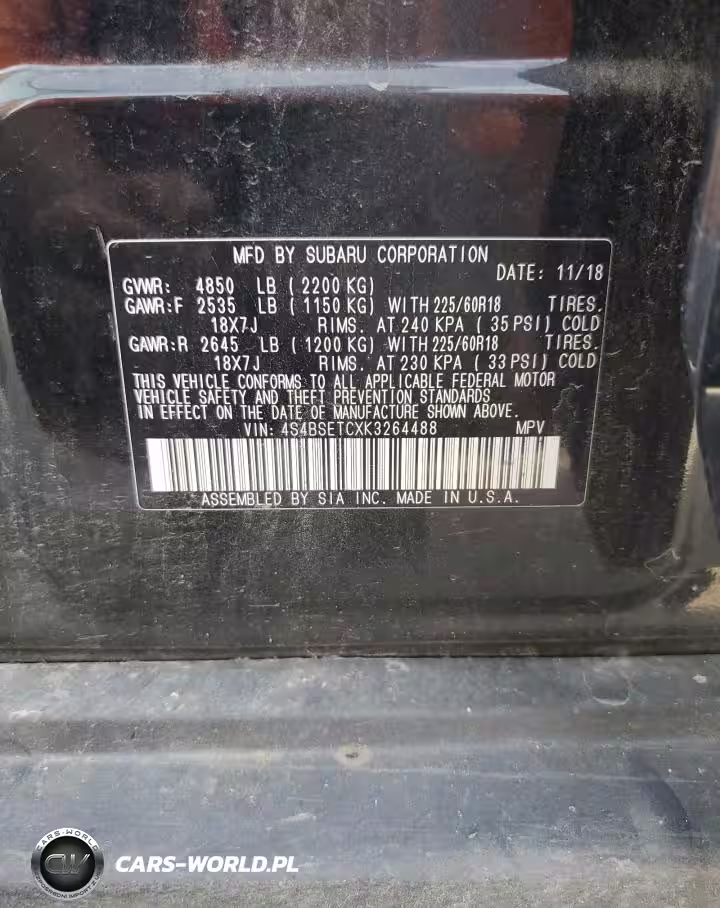 MFD BY SUBARU CORPORATION
DATE: 11/18
GVWR: 4850 LB (2200 KG)
GAWR:F 2535 LB (1150 KG) WITH 225/60R18 TIRES.
18X7J RIMS. AT 240 KPA (35 PSI) COLD
GAWR:R 2645 LB (1200 KG) WITH 225/60R18 TIRES.
18X7J RIMS. AT 230 KPA (33 PSI) COLD
THIS VEHICLE CONFORMS TO ALL APPLICABLE FEDERAL MOTOR
VEHICLE SAFETY AND THEFT PREVENTION STANDARDS
IN EFFECT ON THE DATE OF MANUFACTURE SHOWN ABOVE.
VIN: 4S4BSETCXK3264488 MPV
ASSEMBLED BY SIA INC. MADE IN U.S.A.
CARS-WORLD
CW
CARS-WORLD.PL